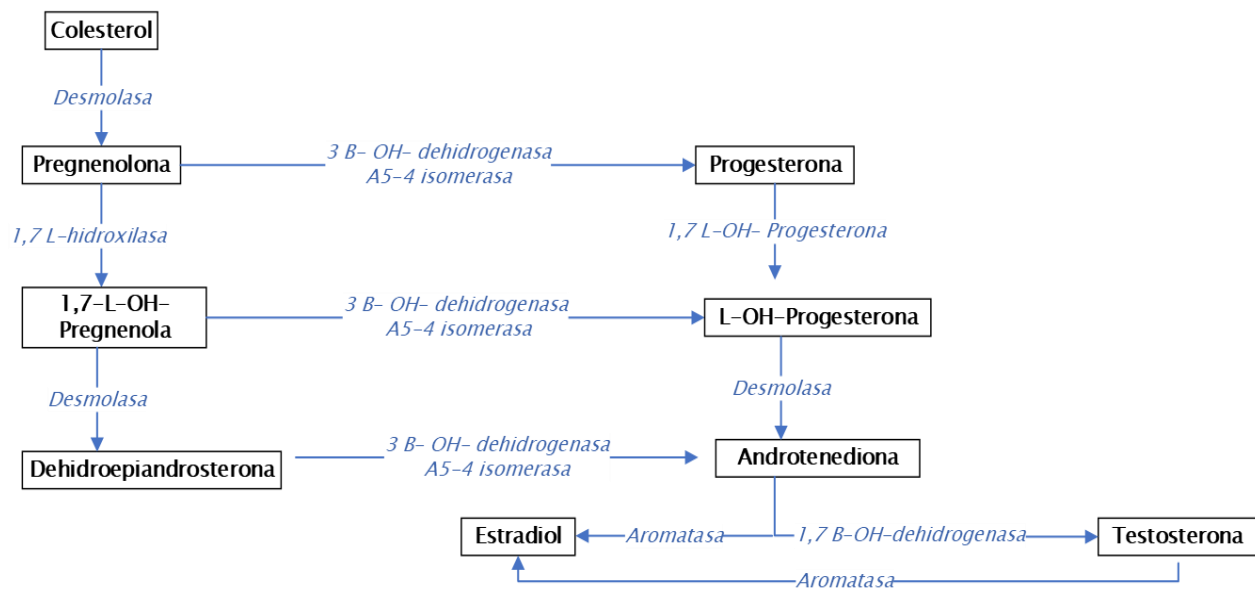 Colesterol
Desmolasa
Pregnenolona
3 B- OH- dehidrogenasa
A5-4 isomerasa
Progesterona
1,7 L-hidroxilasa
1,7 L-OH- Progesterona
1,7-L-OH-
Pregnenola
3 B- OH- dehidrogenasa
A5-4 isomerasa
L-OH-Progesterona
Desmolasa
Desmolasa
Dehidroepiandrosterona
3 B- OH- dehidrogenasa
A5-4 isomerasa
Androtenediona
Estradiol
Aromatasa
1,7 B-OH-dehidrogenasa
Testosterona
Aromatasa